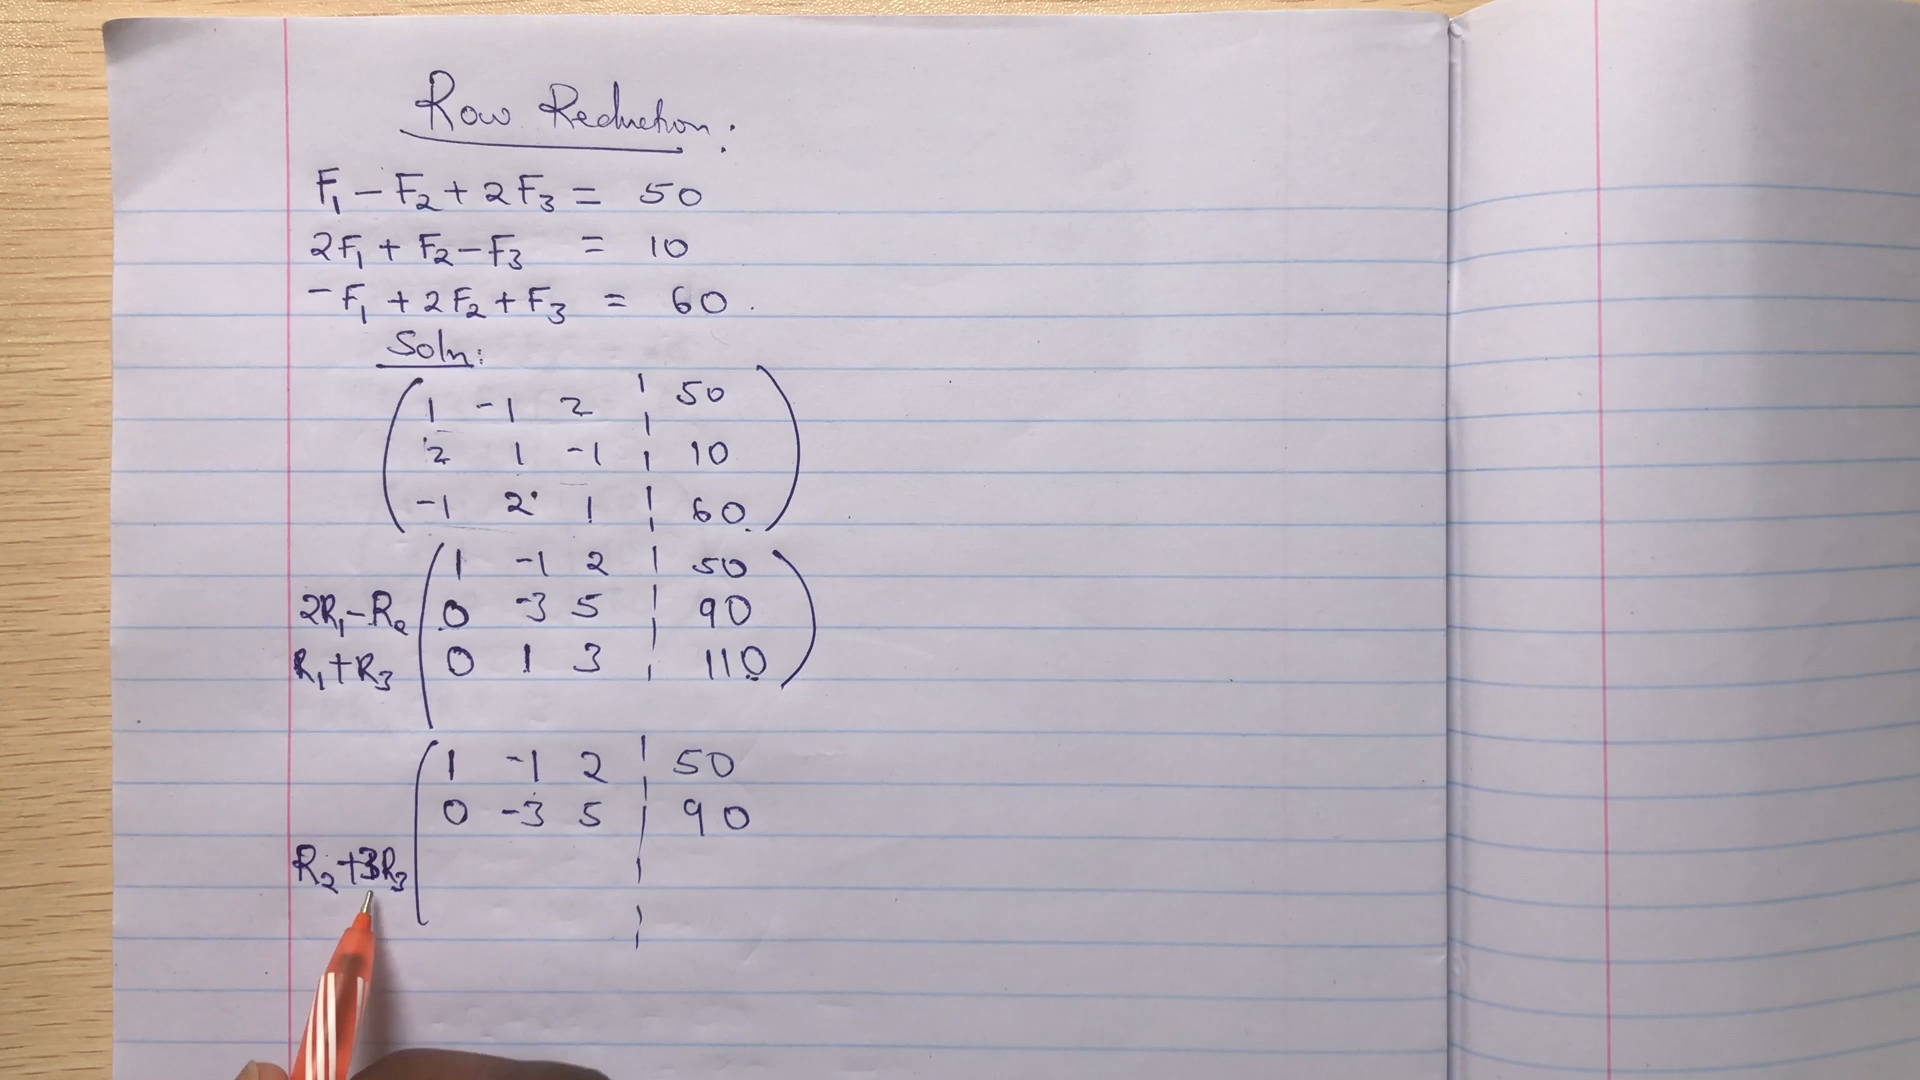 Row Reduction:
F₁ - F₂ + 2F₃ = 50
2F₁ + F₂ - F₃ = 10
-F₁ + 2F₂ + F₃ = 60.
Soln:
1 -1 2 ¦ 50
2 1 -1 ¦ 10
-1 2 1 ¦ 60
1 -1 2 ¦ 50
2R₁-R₂ 0 -3 5 ¦ 90
R₁+R₃ 0 1 3 ¦ 110
1 -1 2 ¦ 50
0 -3 5 ¦ 90
R₂+3R₃